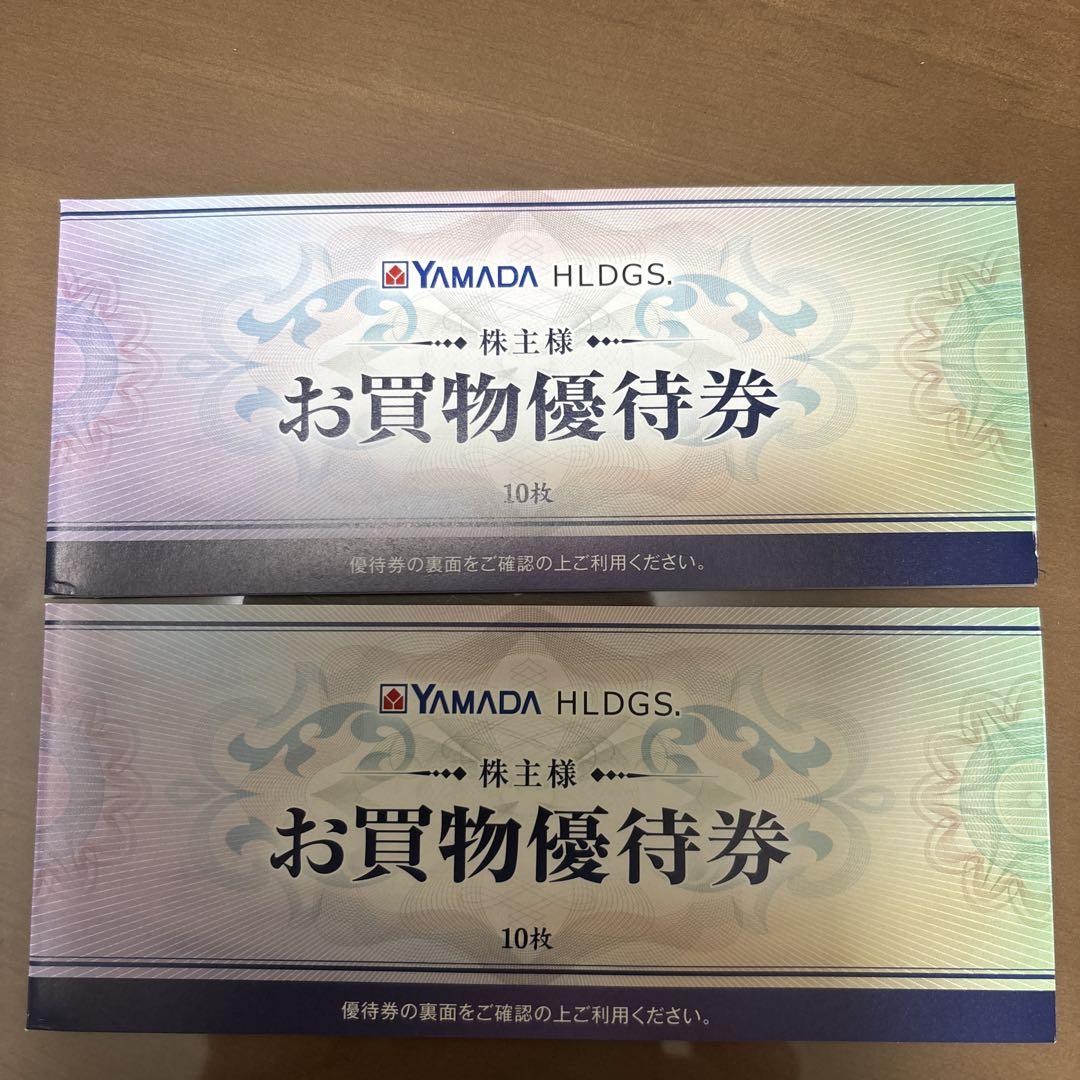 YAMADA HLDGS.
株主様
お買物優待券
10枚
優待券の裏面をご確認の上ご利用ください。
YAMADA HLDGS.
株主様
お買物優待券
10枚
優待券の裏面をご確認の上ご利用ください。